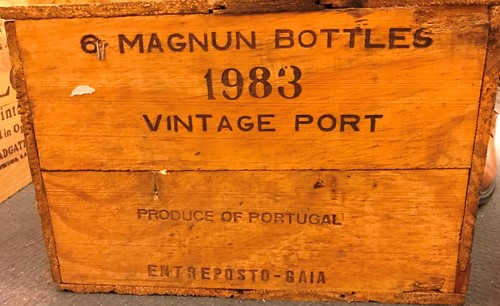 6 MAGNUN BOTTLES
1983
VINTAGE PORT
PRODUCE OF PORTUGAL
ENTREPOSTO-GAIA